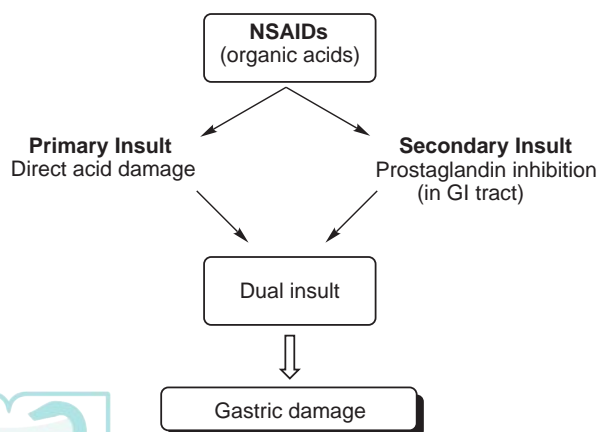 NSAIDs
(organic acids)
Primary Insult
Direct acid damage
Secondary Insult
Prostaglandin inhibition
(in GI tract)
Dual insult
Gastric damage